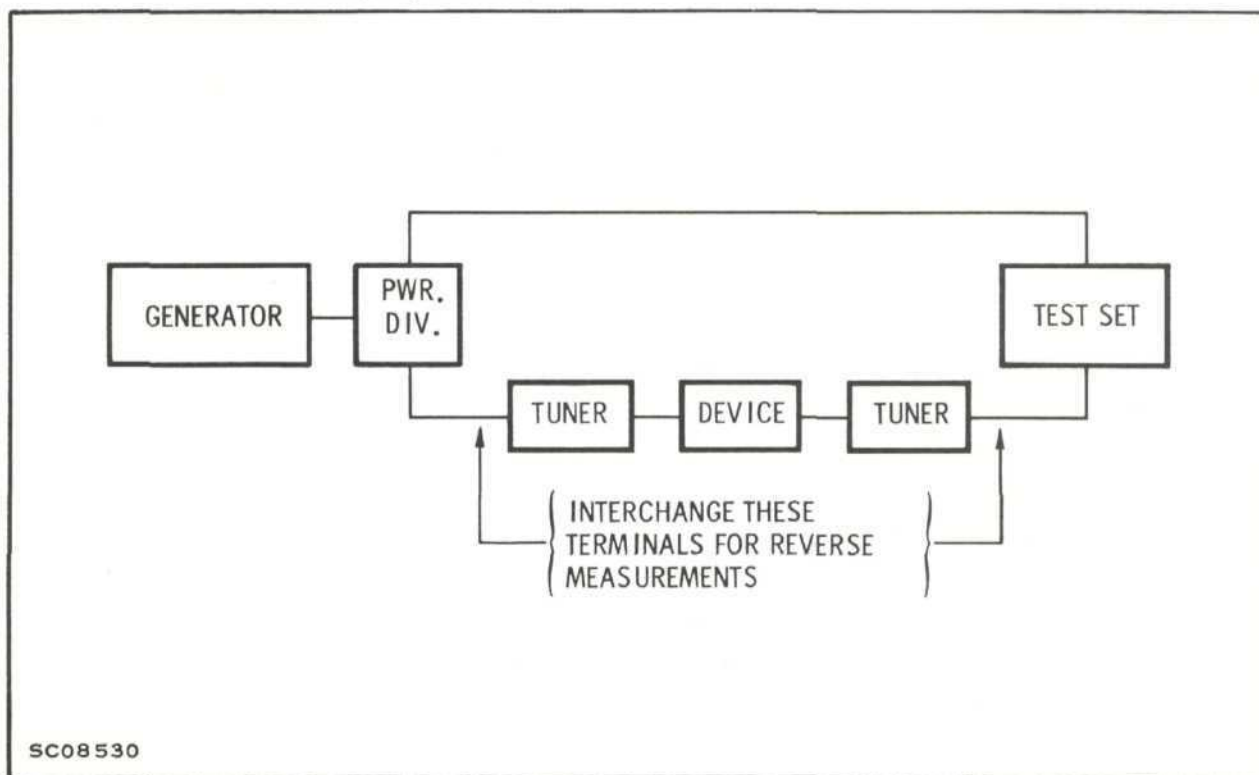 GENERATOR
PWR.
DIV.
TEST SET
TUNER
DEVICE
TUNER
INTERCHANGE THESE
TERMINALS FOR REVERSE
MEASUREMENTS
SC08530